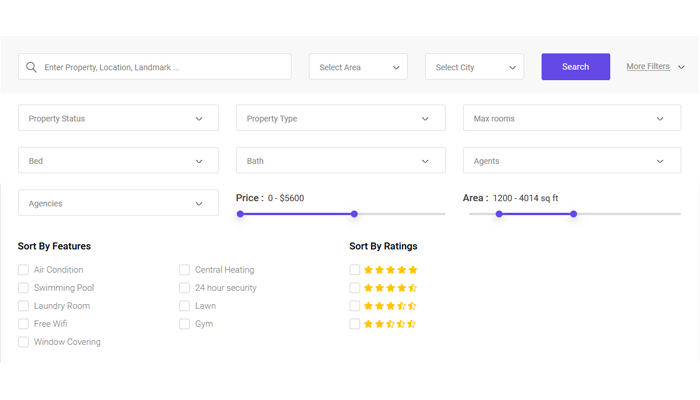 Enter Property, Location, Landmark ...
Select Area
Select City
Search
More Filters
Property Status
Property Type
Max rooms
Bed
Bath
Agents
Agencies
Price : 0 - $5600
Area : 1200 - 4014 sq ft
Sort By Features
Air Condition
Swimming Pool
Laundry Room
Free Wifi
Window Covering
Central Heating
24 hour security
Lawn
Gym
Sort By Ratings